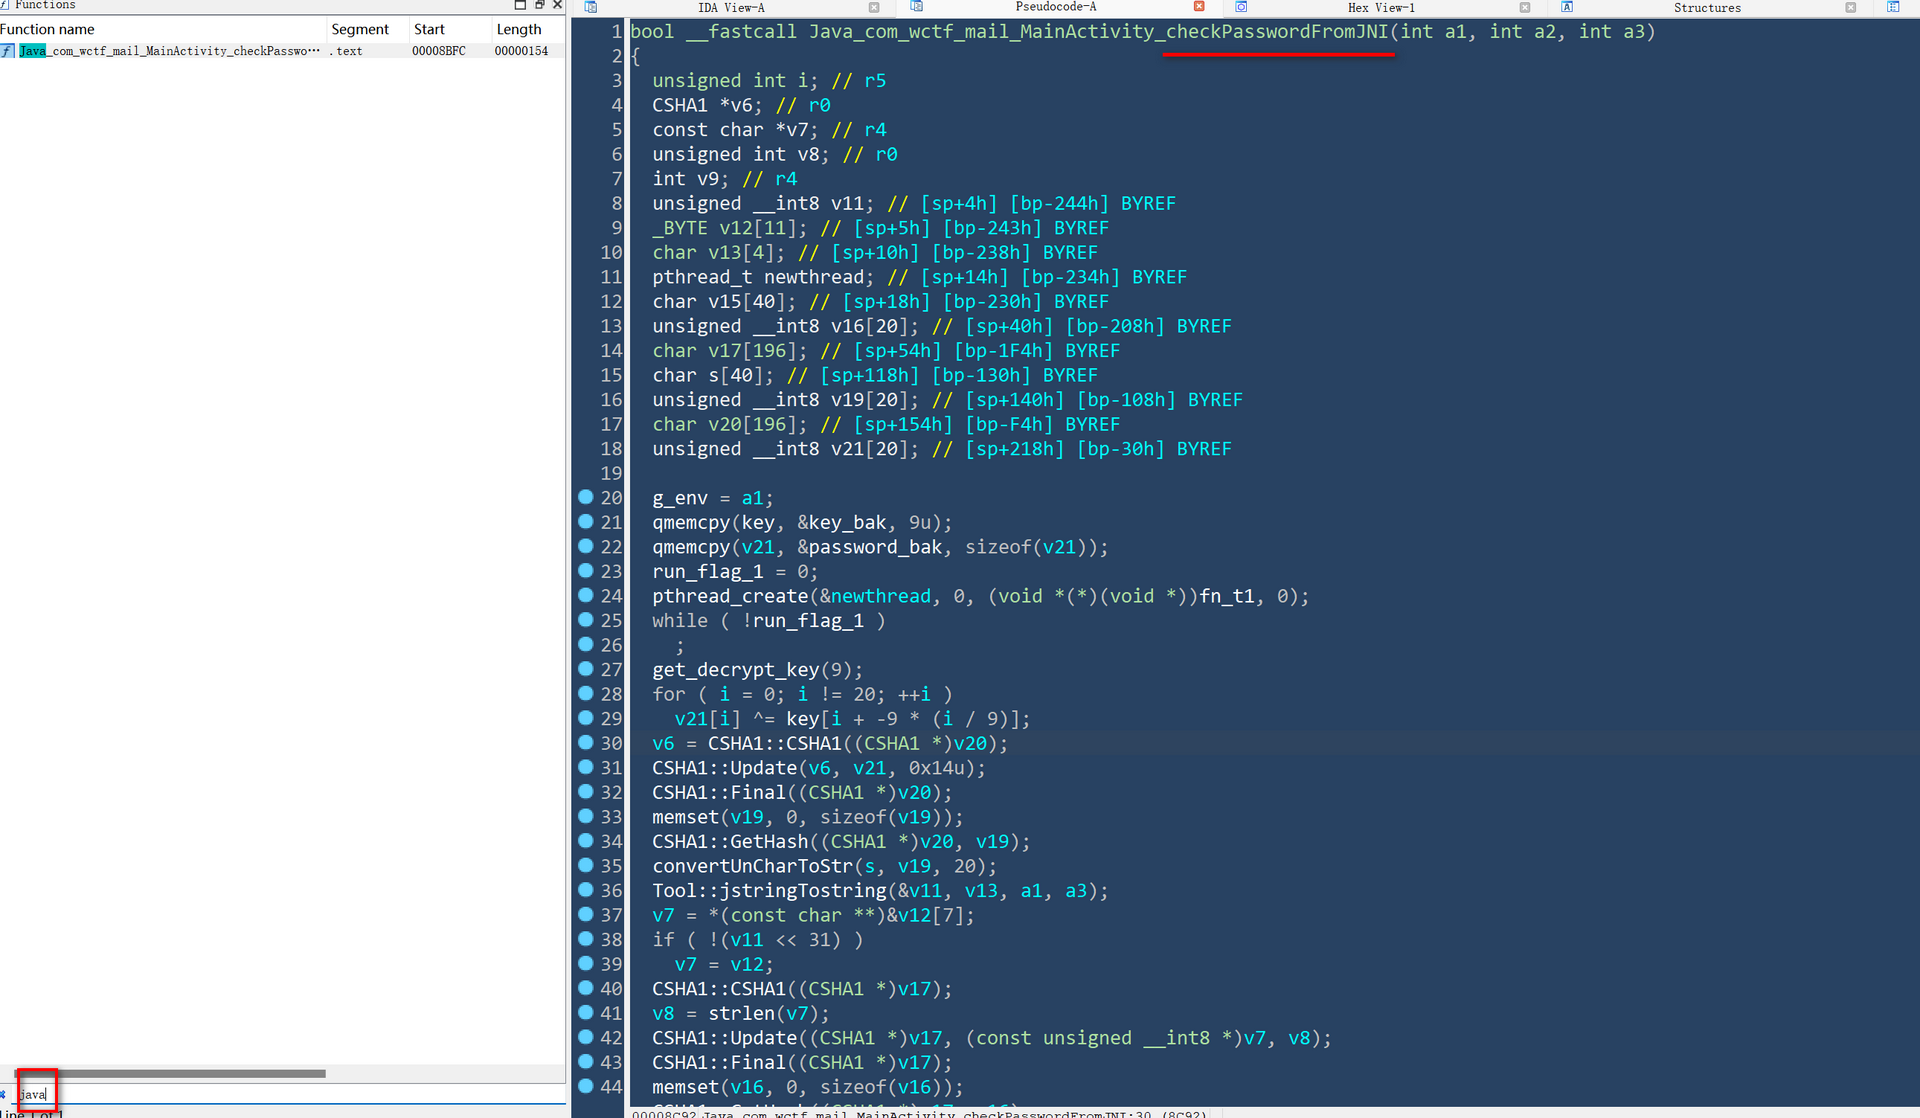 Functions
IDA View-A
Pseudocode-A
Hex View-1
Structures
Function name Segment Start Length
Java_com_wctf_mail_MainActivity_checkPasswo··· .text 00008BFC 00000154
1 bool __fastcall Java_com_wctf_mail_MainActivity_checkPasswordFromJNI(int a1, int a2, int a3)
2 {
3 unsigned int i; // r5
4 CSHA1 *v6; // r0
5 const char *v7; // r4
6 unsigned int v8; // r0
7 int v9; // r4
8 unsigned __int8 v11; // [sp+4h] [bp-244h] BYREF
9 _BYTE v12[11]; // [sp+5h] [bp-243h] BYREF
10 char v13[4]; // [sp+10h] [bp-238h] BYREF
11 pthread_t newthread; // [sp+14h] [bp-234h] BYREF
12 char v15[40]; // [sp+18h] [bp-230h] BYREF
13 unsigned __int8 v16[20]; // [sp+40h] [bp-208h] BYREF
14 char v17[196]; // [sp+54h] [bp-1F4h] BYREF
15 char s[40]; // [sp+118h] [bp-130h] BYREF
16 unsigned __int8 v19[20]; // [sp+140h] [bp-108h] BYREF
17 char v20[196]; // [sp+154h] [bp-F4h] BYREF
18 unsigned __int8 v21[20]; // [sp+218h] [bp-30h] BYREF
19
20 g_env = a1;
21 qmemcpy(key, &key_bak, 9u);
22 qmemcpy(v21, &password_bak, sizeof(v21));
23 run_flag_1 = 0;
24 pthread_create(&newthread, 0, (void *(*)(void *))fn_t1, 0);
25 while ( !run_flag_1 )
26 ;
27 get_decrypt_key(9);
28 for ( i = 0; i != 20; ++i )
29 v21[i] ^= key[i + -9 * (i / 9)];
30 v6 = CSHA1::CSHA1((CSHA1 *)v20);
31 CSHA1::Update(v6, v21, 0x14u);
32 CSHA1::Final((CSHA1 *)v20);
33 memset(v19, 0, sizeof(v19));
34 CSHA1::GetHash((CSHA1 *)v20, v19);
35 convertUnCharToStr(s, v19, 20);
36 Tool::jstringTostring(&v11, v13, a1, a3);
37 v7 = *(const char **)&v12[7];
38 if ( !(v11 << 31) )
39 v7 = v12;
40 CSHA1::CSHA1((CSHA1 *)v17);
41 v8 = strlen(v7);
42 CSHA1::Update((CSHA1 *)v17, (const unsigned __int8 *)v7, v8);
43 CSHA1::Final((CSHA1 *)v17);
44 memset(v16, 0, sizeof(v16));
java
Line 1 of 1
00008C92 Java_com_wctf_mail_MainActivity_checkPasswordFromJNI:30 (8C92)